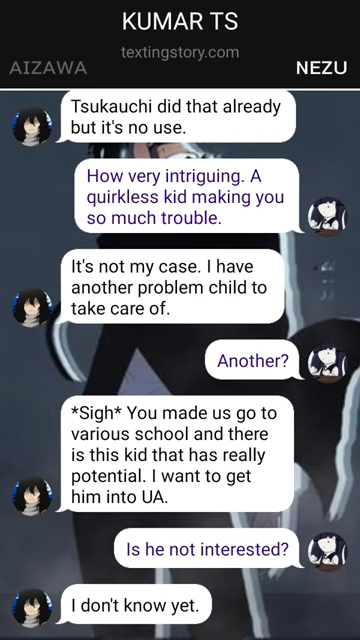 KUMAR TS
textingstory.com
AIZAWA
NEZU
Tsukauchi did that already
but it's no use.
How very intriguing. A
quirkless kid making you
so much trouble.
It's not my case. I have
another problem child to
take care of.
Another?
*Sigh* You made us go to
various school and there
is this kid that has really
potential. I want to get
him into UA.
Is he not interested?
I don't know yet.